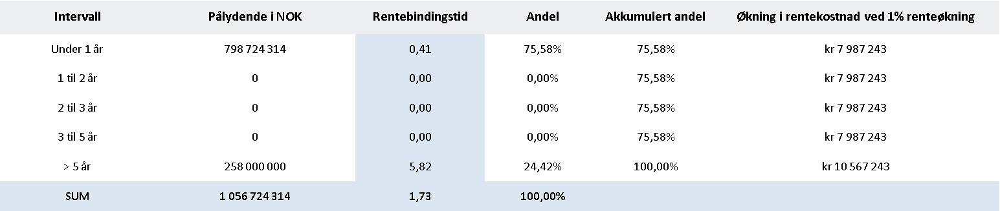 Intervall Pålydende i NOK Rentebindingstid Andel Akkumulert andel Økning i rentekostnad ved 1% renteøkning
Under 1 år 798 724 314 0,41 75,58% 75,58% kr 7 987 243
1 til 2 år 0 0,00 0,00% 75,58% kr 7 987 243
2 til 3 år 0 0,00 0,00% 75,58% kr 7 987 243
3 til 5 år 0 0,00 0,00% 75,58% kr 7 987 243
> 5 år 258 000 000 5,82 24,42% 100,00% kr 10 567 243
SUM 1 056 724 314 1,73 100,00%